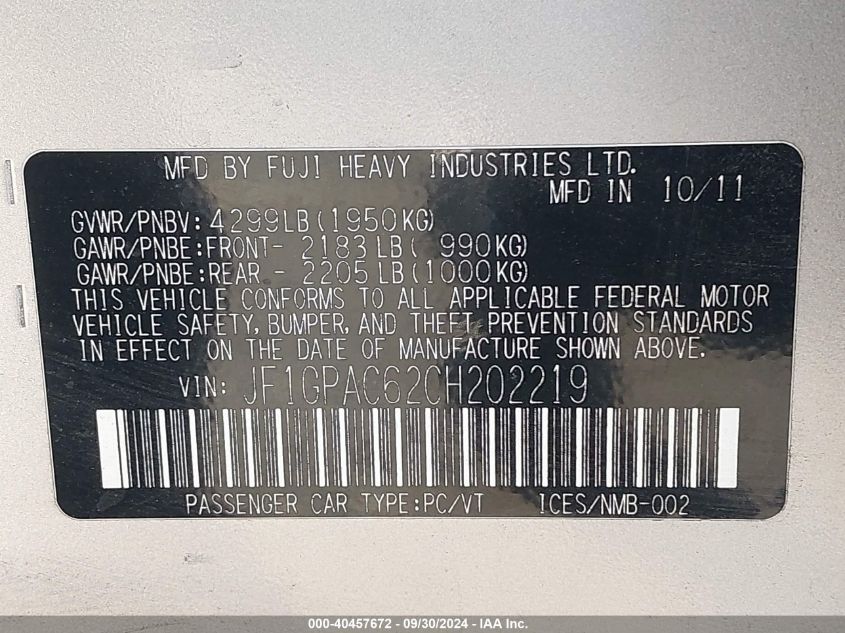 MFD BY FUJI HEAVY INDUSTRIES LTD.
MFD IN 10/11
GVWR/PNBV: 4299LB(1950KG)
GAWR/PNBE:FRONT- 2183LB( 990KG)
GAWR/PNBE:REAR - 2205LB(1000KG)
THIS VEHICLE CONFORMS TO ALL APPLICABLE FEDERAL MOTOR
VEHICLE SAFETY, BUMPER, AND THEFT PREVENTION STANDARDS
IN EFFECT ON THE DATE OF MANUFACTURE SHOWN ABOVE.
VIN: JF1GPAC62CH202219
PASSENGER CAR TYPE:PC/VT ICES/NMB-002
000-40457672 - 09/30/2024 - IAA Inc.